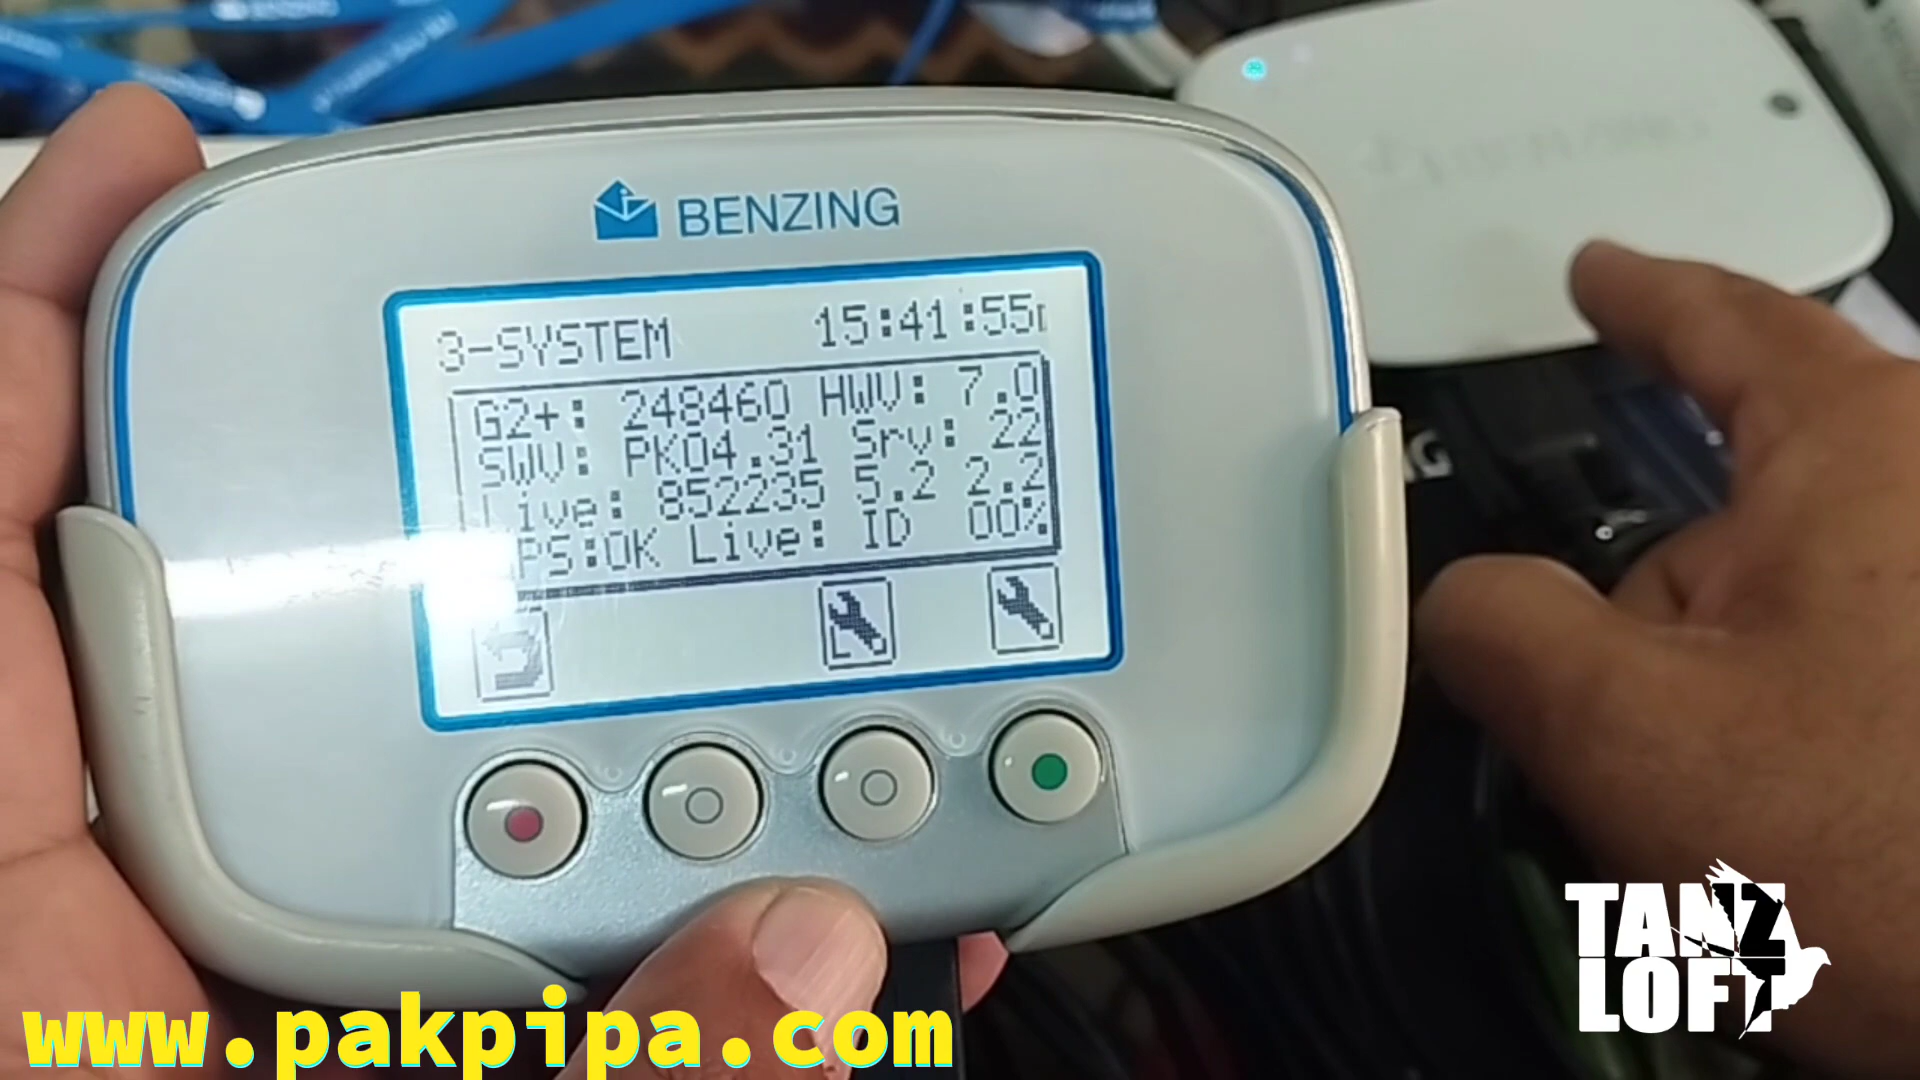 BENZING
3-SYSTEM 15:41:55
G2+: 248460 HWV: 7.0
SWV: PK04.31 Srv: 22
Live: 852235 5.2 2.2
PS:OK Live: ID 00%
TANZ
LOFT
www.pakpipa.com